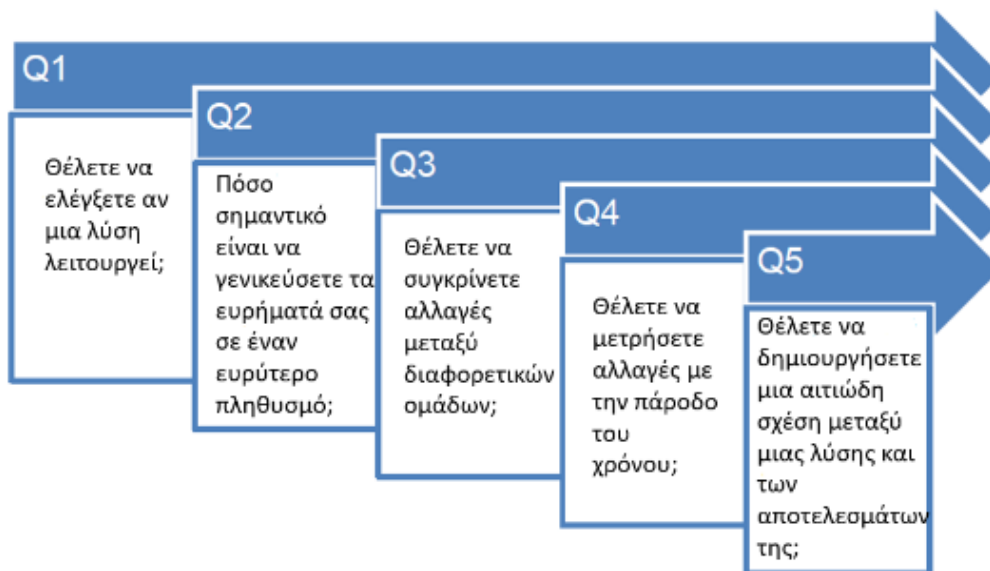 Q1
Θέλετε να
ελέγξετε αν
μια λύση
λειτουργεί;
Q2
Πόσο
σημαντικό
είναι να
γενικεύσετε τα
ευρήματά σας
σε έναν
ευρύτερο
πληθυσμό;
Q3
Θέλετε να
συγκρίνετε
αλλαγές
μεταξύ
διαφορετικών
ομάδων;
Q4
Θέλετε να
μετρήσετε
αλλαγές με
την πάροδο
του
χρόνου;
Q5
Θέλετε να
δημιουργήσετε
μια αιτιώδη
σχέση μεταξύ
μιας λύσης και
των
αποτελεσμάτων
της;